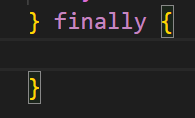 } finally {
}